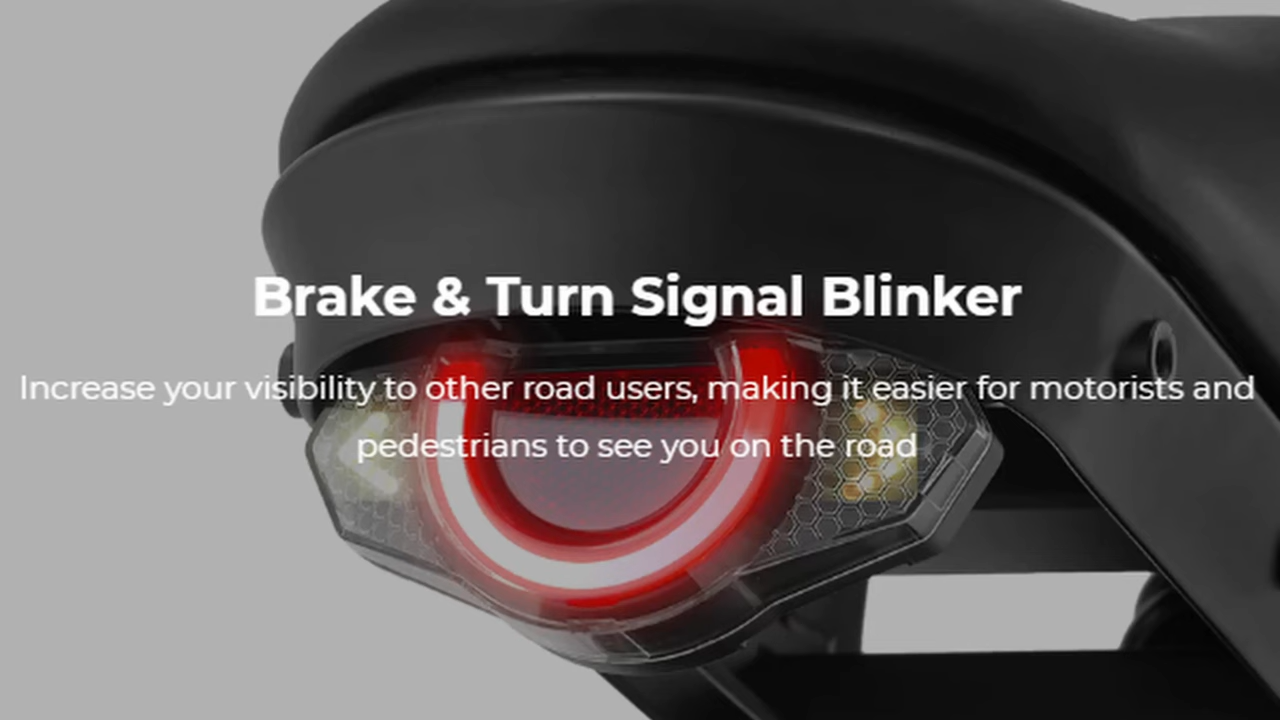 Brake & Turn Signal Blinker
Increase your visibility to other road users, making it easier for motorists and
pedestrians to see you on the road